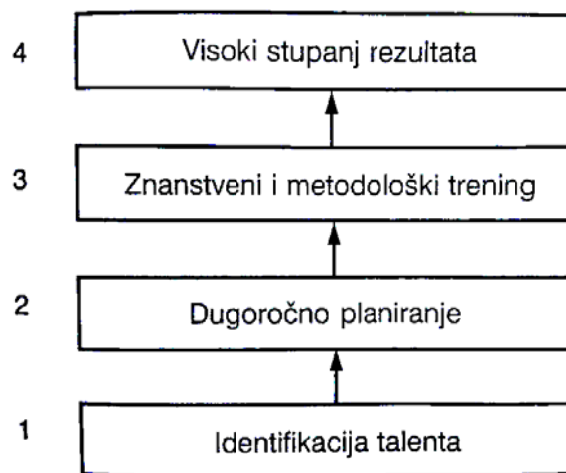 4 Visoki stupanj rezultata
3 Znanstveni i metodološki trening
2 Dugoročno planiranje
1 Identifikacija talenta